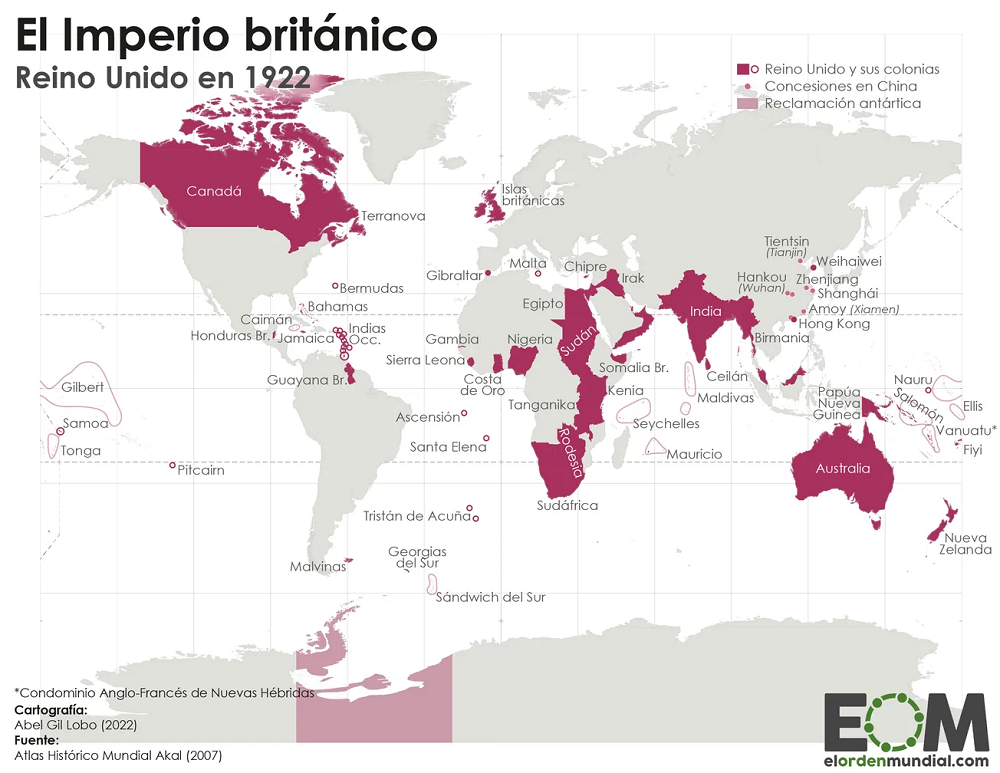 El Imperio británico
Reino Unido en 1922
Reino Unido y sus colonias
Concesiones en China
Reclamación antártica
Canadá
Terranova
Islas
británicas
Gibraltar
Malta
Chipre
Irak
Tientsin
(Tianjin)
Weihaiwei
Hankou
(Wuhan)
Zhenjiang
Shanghái
Amoy (Xiamen)
Hong Kong
Bermudas
Bahamas
Caimán
Honduras Br.
Jamaica
Indias
Occ.
Guayana Br.
Egipto
Sudán
Gambia
Nigeria
Sierra Leona
Costa
de Oro
Somalia Br.
Kenia
Tanganika
Rodesia
Sudáfrica
India
Birmania
Ceilán
Maldivas
Seychelles
Mauricio
Ascensión
Santa Elena
Tristán de Acuña
Gilbert
Samoa
Tonga
Pitcairn
Papúa
Nueva
Guinea
Nauru
Salomón
Ellis
Vanuatu*
Fiyi
Australia
Nueva
Zelanda
Malvinas
Georgias
del Sur
Sándwich del Sur
*Condominio Anglo-Francés de Nuevas Hébridas
Cartografía:
Abel Gil Lobo (2022)
Fuente:
Atlas Histórico Mundial Akal (2007)
EOM
elordenmundial.com